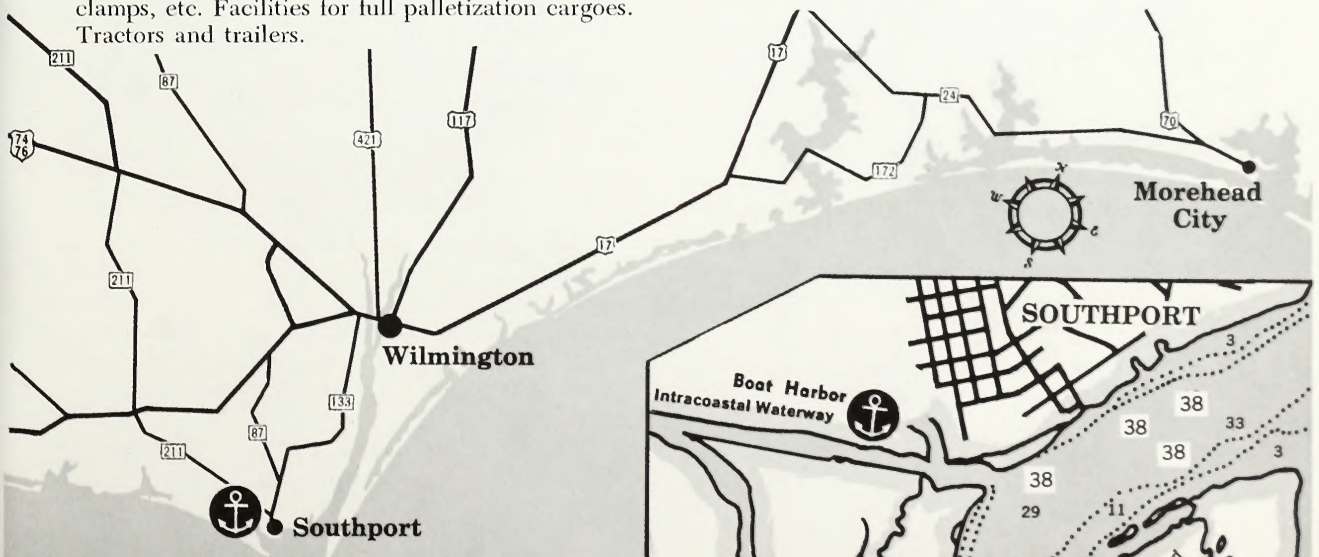 clamps, etc. Facilities for full palletization cargoes.
Tractors and trailers.
211
87
421
117
17
24
70
74
76
172
Morehead
City
w
e
s
211
17
SOUTHPORT
Wilmington
3
Boat Harbor
Intracoastal Waterway
133
38
38
33
87
38
3
211
38
29
11
Southport